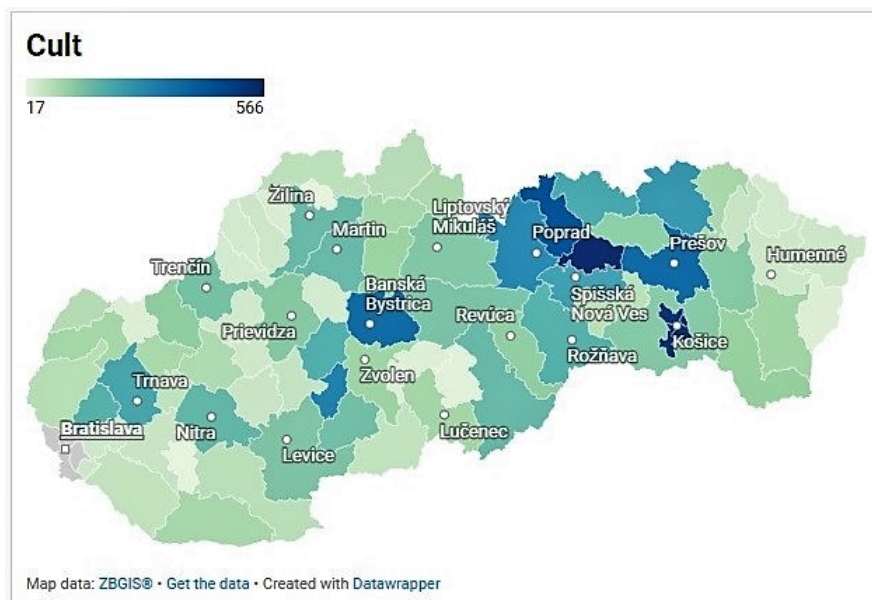 Cult
17
566
Žilina
Liptovský
Mikuláš
Martin
Poprad
Prešov
Humenné
Trenčín
Banská
Bystrica
Spišská
Nová Ves
Prievidza
Revúca
Košice
Rožňava
Zvolen
Trnava
Bratislava
Nitra
Lučenec
Levice
Map data: ZBGIS® • Get the data • Created with Datawrapper